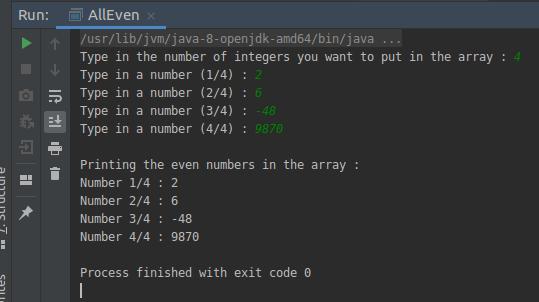 Run: AllEven ×
/usr/lib/jvm/java-8-openjdk-amd64/bin/java ...
Type in the number of integers you want to put in the array : 4
Type in a number (1/4) : 2
Type in a number (2/4) : 6
Type in a number (3/4) : -48
Type in a number (4/4) : 9870
Printing the even numbers in the array :
Number 1/4 : 2
Number 2/4 : 6
Number 3/4 : -48
Number 4/4 : 9870
Process finished with exit code 0
7: Structure